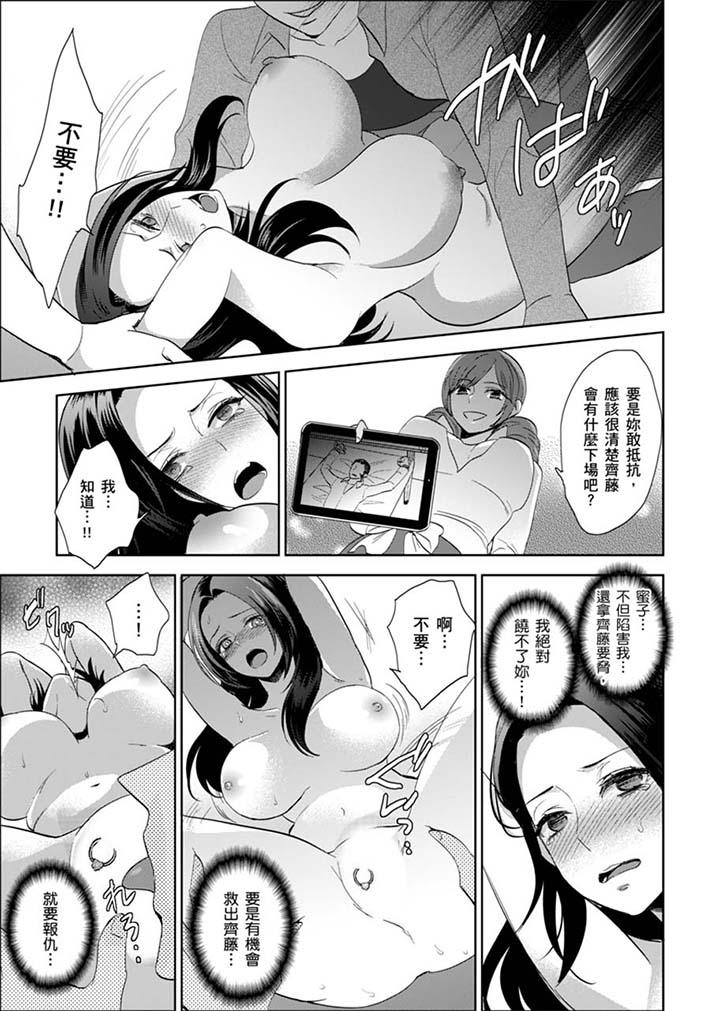 ガ
ば
ぁッ
不要…!!
要是妳敢抵抗，
應該很清楚齊藤
會有什麼下場吧？
我…
知道…!!
蜜子…
不但陷害我…
還拿齊藤要脅，
我絕對
饒不了妳…！
啊…
不要…
要是有機會
救出齊藤…
…！
就要報仇…